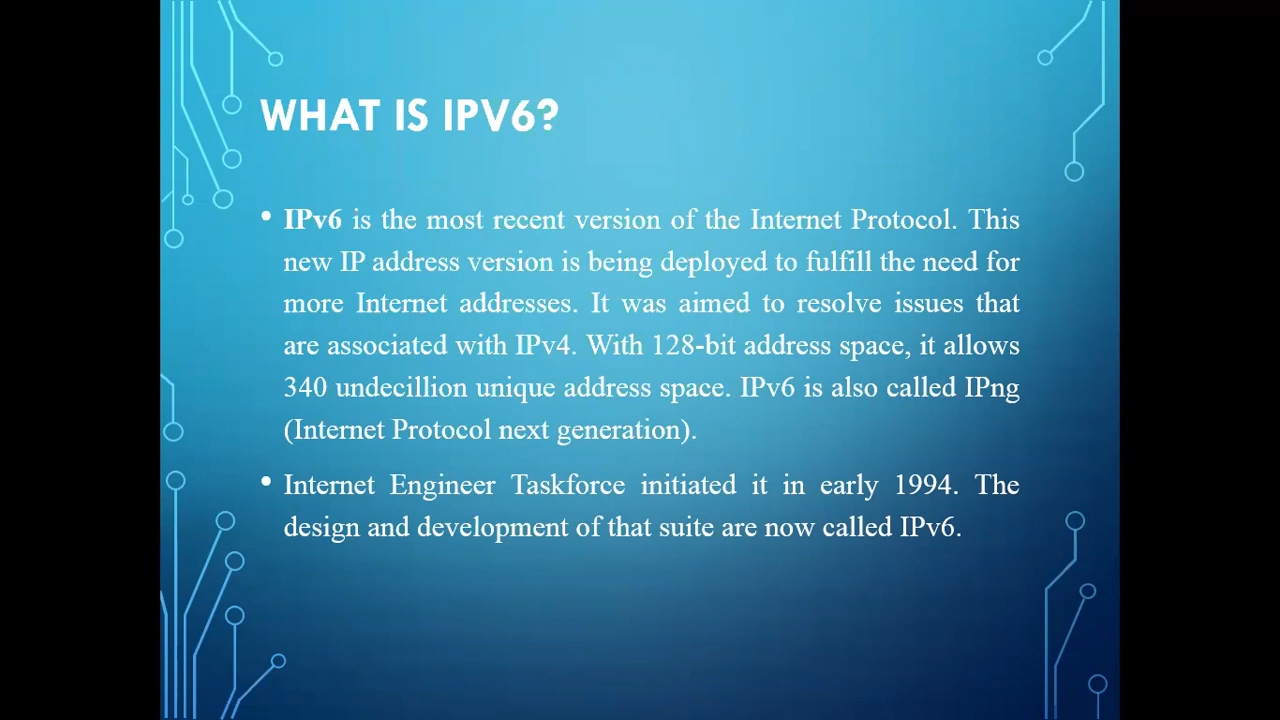 WHAT IS IPV6?
• IPv6 is the most recent version of the Internet Protocol. This
new IP address version is being deployed to fulfill the need for
more Internet addresses. It was aimed to resolve issues that
are associated with IPv4. With 128-bit address space, it allows
340 undecillion unique address space. IPv6 is also called IPng
(Internet Protocol next generation).
• Internet Engineer Taskforce initiated it in early 1994. The
design and development of that suite are now called IPv6.